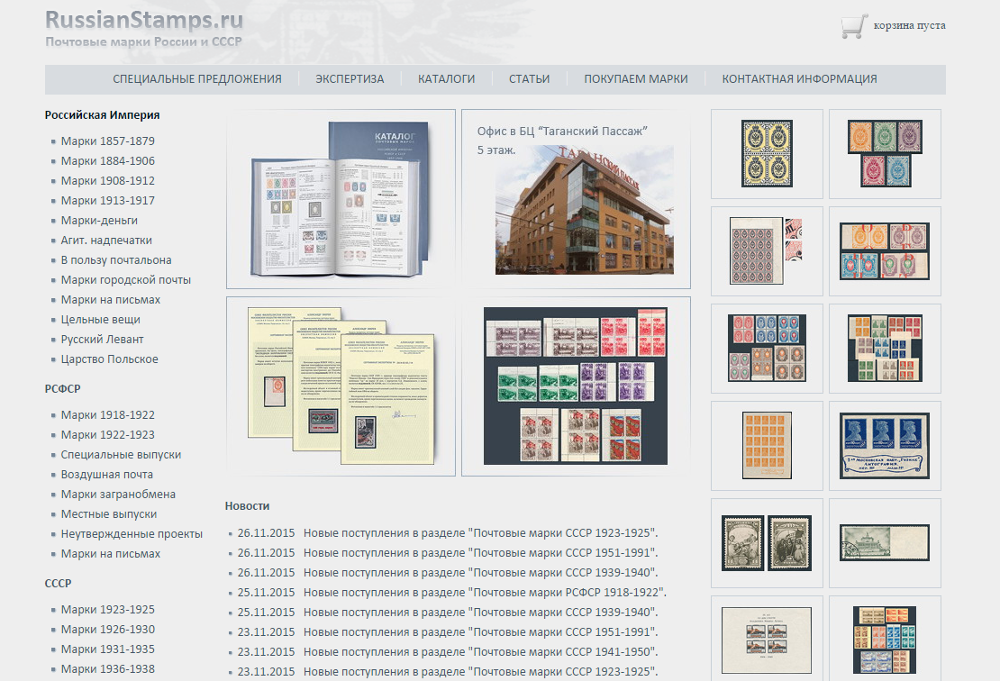 RussianStamps.ru
Почтовые марки России и СССР
корзина пуста
СПЕЦИАЛЬНЫЕ ПРЕДЛОЖЕНИЯ
ЭКСПЕРТИЗА
КАТАЛОГИ
СТАТЬИ
ПОКУПАЕМ МАРКИ
КОНТАКТНАЯ ИНФОРМАЦИЯ
Российская Империя
Марки 1857-1879
Марки 1884-1906
Марки 1908-1912
Марки 1913-1917
Марки-деньги
Агит. надпечатки
В пользу почтальона
Марки городской почты
Марки на письмах
Цельные вещи
Русский Левант
Царство Польское
РСФСР
Марки 1918-1922
Марки 1922-1923
Специальные выпуски
Воздушная почта
Марки загранобмена
Местные выпуски
Неутвержденные проекты
Марки на письмах
СССР
Марки 1923-1925
Марки 1926-1930
Марки 1931-1935
Марки 1936-1938
КАТАЛОГ
ПОЧТОВЫХ МАРОК
Офис в БЦ “Таганский Пассаж”
5 этаж.
ТАГАНСКИЙ ПАССАЖ
Новости
26.11.2015 Новые поступления в разделе "Почтовые марки СССР 1923-1925".
26.11.2015 Новые поступления в разделе "Почтовые марки СССР 1951-1991".
26.11.2015 Новые поступления в разделе "Почтовые марки СССР 1939-1940".
25.11.2015 Новые поступления в разделе "Почтовые марки РСФСР 1918-1922".
25.11.2015 Новые поступления в разделе "Почтовые марки СССР 1939-1940".
23.11.2015 Новые поступления в разделе "Почтовые марки СССР 1951-1991".
23.11.2015 Новые поступления в разделе "Почтовые марки СССР 1941-1950".
23.11.2015 Новые поступления в разделе "Почтовые марки СССР 1923-1925".